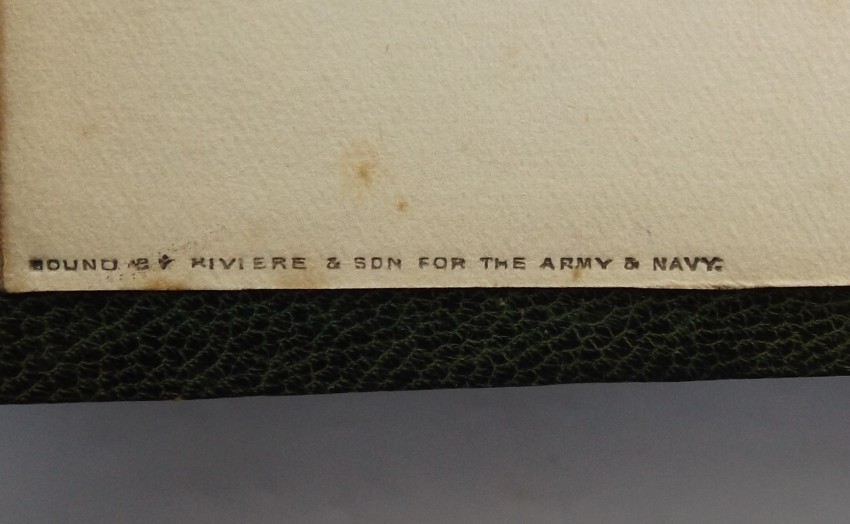 BOUND BY RIVIERE & SON FOR THE ARMY & NAVY.